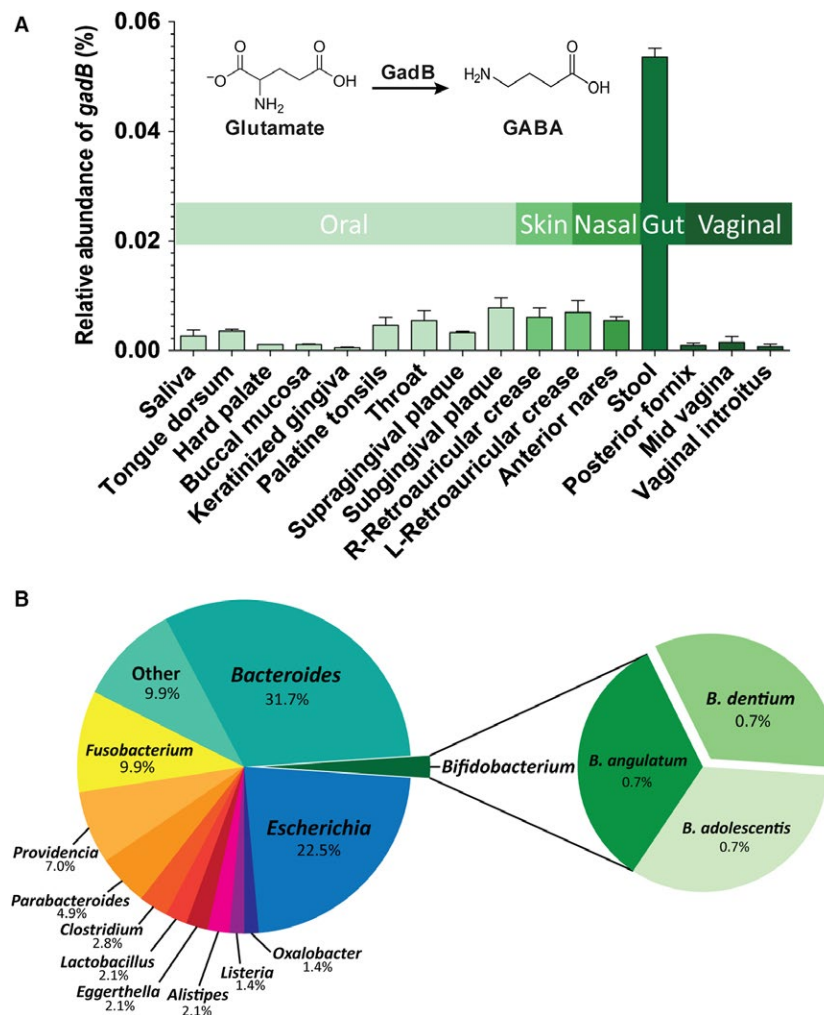 A
Relative abundance of gadB (%)
0.06
0.04
0.02
0.00
O
O
-O
OH
NH2
Glutamate
GadB
NH2
O
OH
GABA
Oral
Skin
Nasal
Gut
Vaginal
Saliva
Tongue dorsum
Hard palate
Buccal mucosa
Keratinized gingiva
Palatine tonsils
Throat
Supragingival plaque
Subgingival plaque
R-Retroauricular crease
L-Retroauricular crease
Anterior nares
Stool
Posterior fornix
Mid vagina
Vaginal introitus
B
Other
9.9%
Bacteroides
31.7%
Fusobacterium
9.9%
Bifidobacterium
Escherichia
22.5%
Providencia
7.0%
Parabacteroides
4.9%
Clostridium
2.8%
Lactobacillus
2.1%
Eggerthella
2.1%
Alistipes
2.1%
Listeria
1.4%
Oxalobacter
1.4%
B. dentium
0.7%
B. angulatum
0.7%
B. adolescentis
0.7%